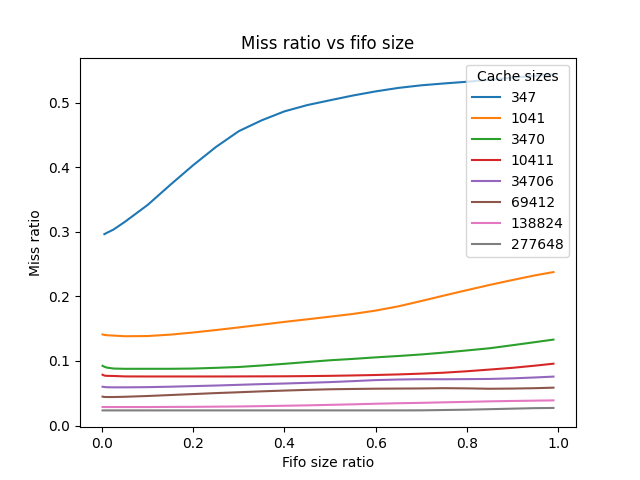 Miss ratio vs fifo size
Cache sizes
347
1041
3470
10411
34706
69412
138824
277648
Miss ratio
0.5
0.4
0.3
0.2
0.1
0.0
0.0 0.2 0.4 0.6 0.8 1.0
Fifo size ratio